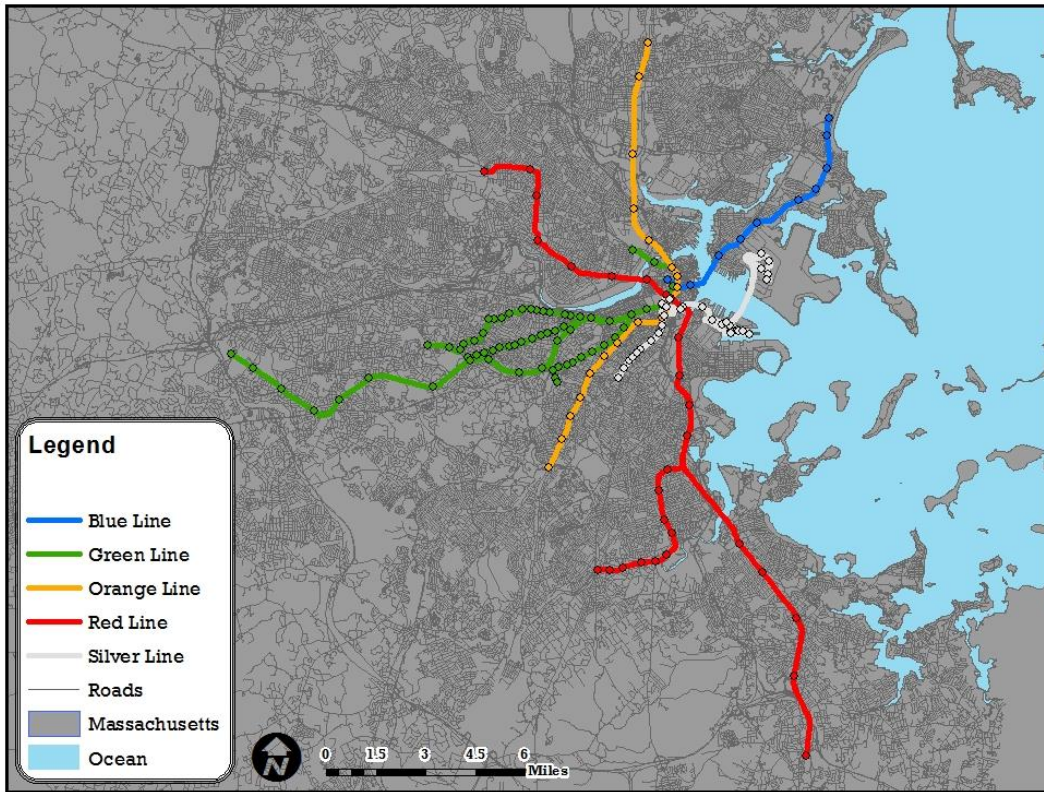 Legend
Blue Line
Green Line
Orange Line
Red Line
Silver Line
Roads
Massachusetts
Ocean
N
0 1.5 3 4.5 6
Miles